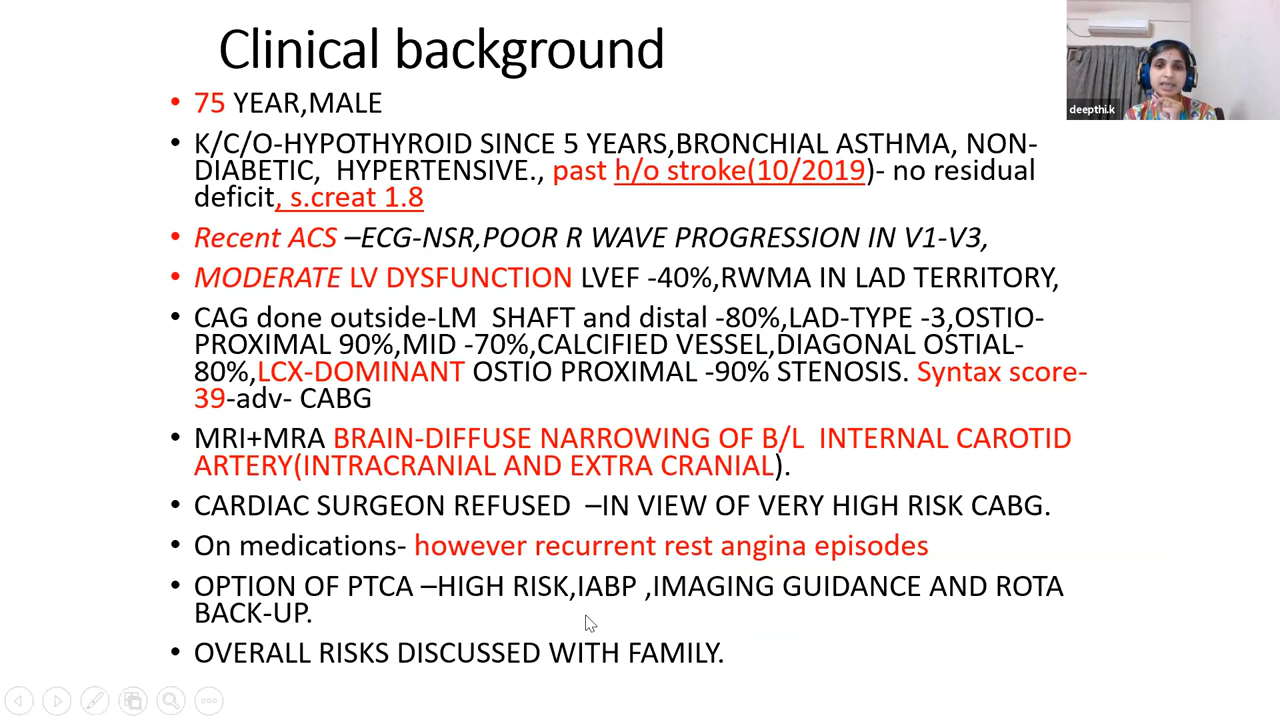 Clinical background
deepthi.k
• 75 YEAR,MALE
• K/C/O-HYPOTHYROID SINCE 5 YEARS,BRONCHIAL ASTHMA, NON-
DIABETIC, HYPERTENSIVE., past h/o stroke(10/2019)- no residual
deficit, s.creat 1.8
• Recent ACS –ECG-NSR,POOR R WAVE PROGRESSION IN V1-V3,
• MODERATE LV DYSFUNCTION LVEF -40%,RWMA IN LAD TERRITORY,
• CAG done outside-LM SHAFT and distal -80%,LAD-TYPE -3,OSTIO-
PROXIMAL 90%,MID -70%,CALCIFIED VESSEL,DIAGONAL OSTIAL-
80%,LCX-DOMINANT OSTIO PROXIMAL -90% STENOSIS. Syntax score-
39-adv- CABG
• MRI+MRA BRAIN-DIFFUSE NARROWING OF B/L INTERNAL CAROTID
ARTERY(INTRACRANIAL AND EXTRA CRANIAL).
• CARDIAC SURGEON REFUSED –IN VIEW OF VERY HIGH RISK CABG.
• On medications- however recurrent rest angina episodes
• OPTION OF PTCA –HIGH RISK,IABP ,IMAGING GUIDANCE AND ROTA
BACK-UP.
• OVERALL RISKS DISCUSSED WITH FAMILY.